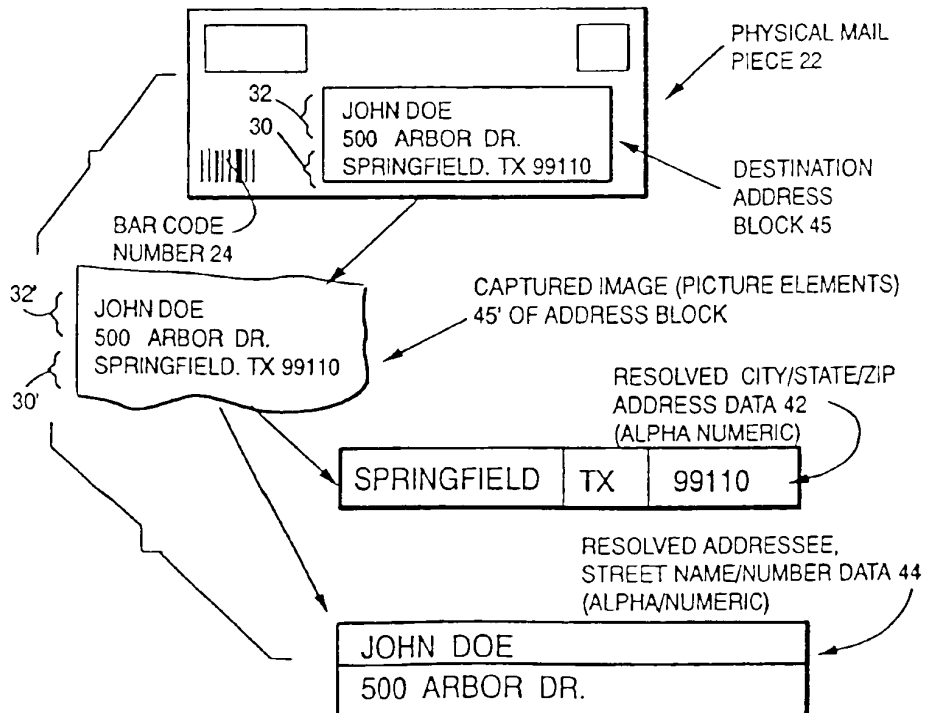 PHYSICAL MAIL
PIECE 22
32
30
JOHN DOE
500 ARBOR DR.
SPRINGFIELD. TX 99110
DESTINATION
ADDRESS
BLOCK 45
BAR CODE
NUMBER 24
32'
30'
JOHN DOE
500 ARBOR DR.
SPRINGFIELD. TX 99110
CAPTURED IMAGE (PICTURE ELEMENTS)
45' OF ADDRESS BLOCK
RESOLVED CITY/STATE/ZIP
ADDRESS DATA 42
(ALPHA NUMERIC)
SPRINGFIELD TX 99110
RESOLVED ADDRESSEE,
STREET NAME/NUMBER DATA 44
(ALPHA/NUMERIC)
JOHN DOE
500 ARBOR DR.